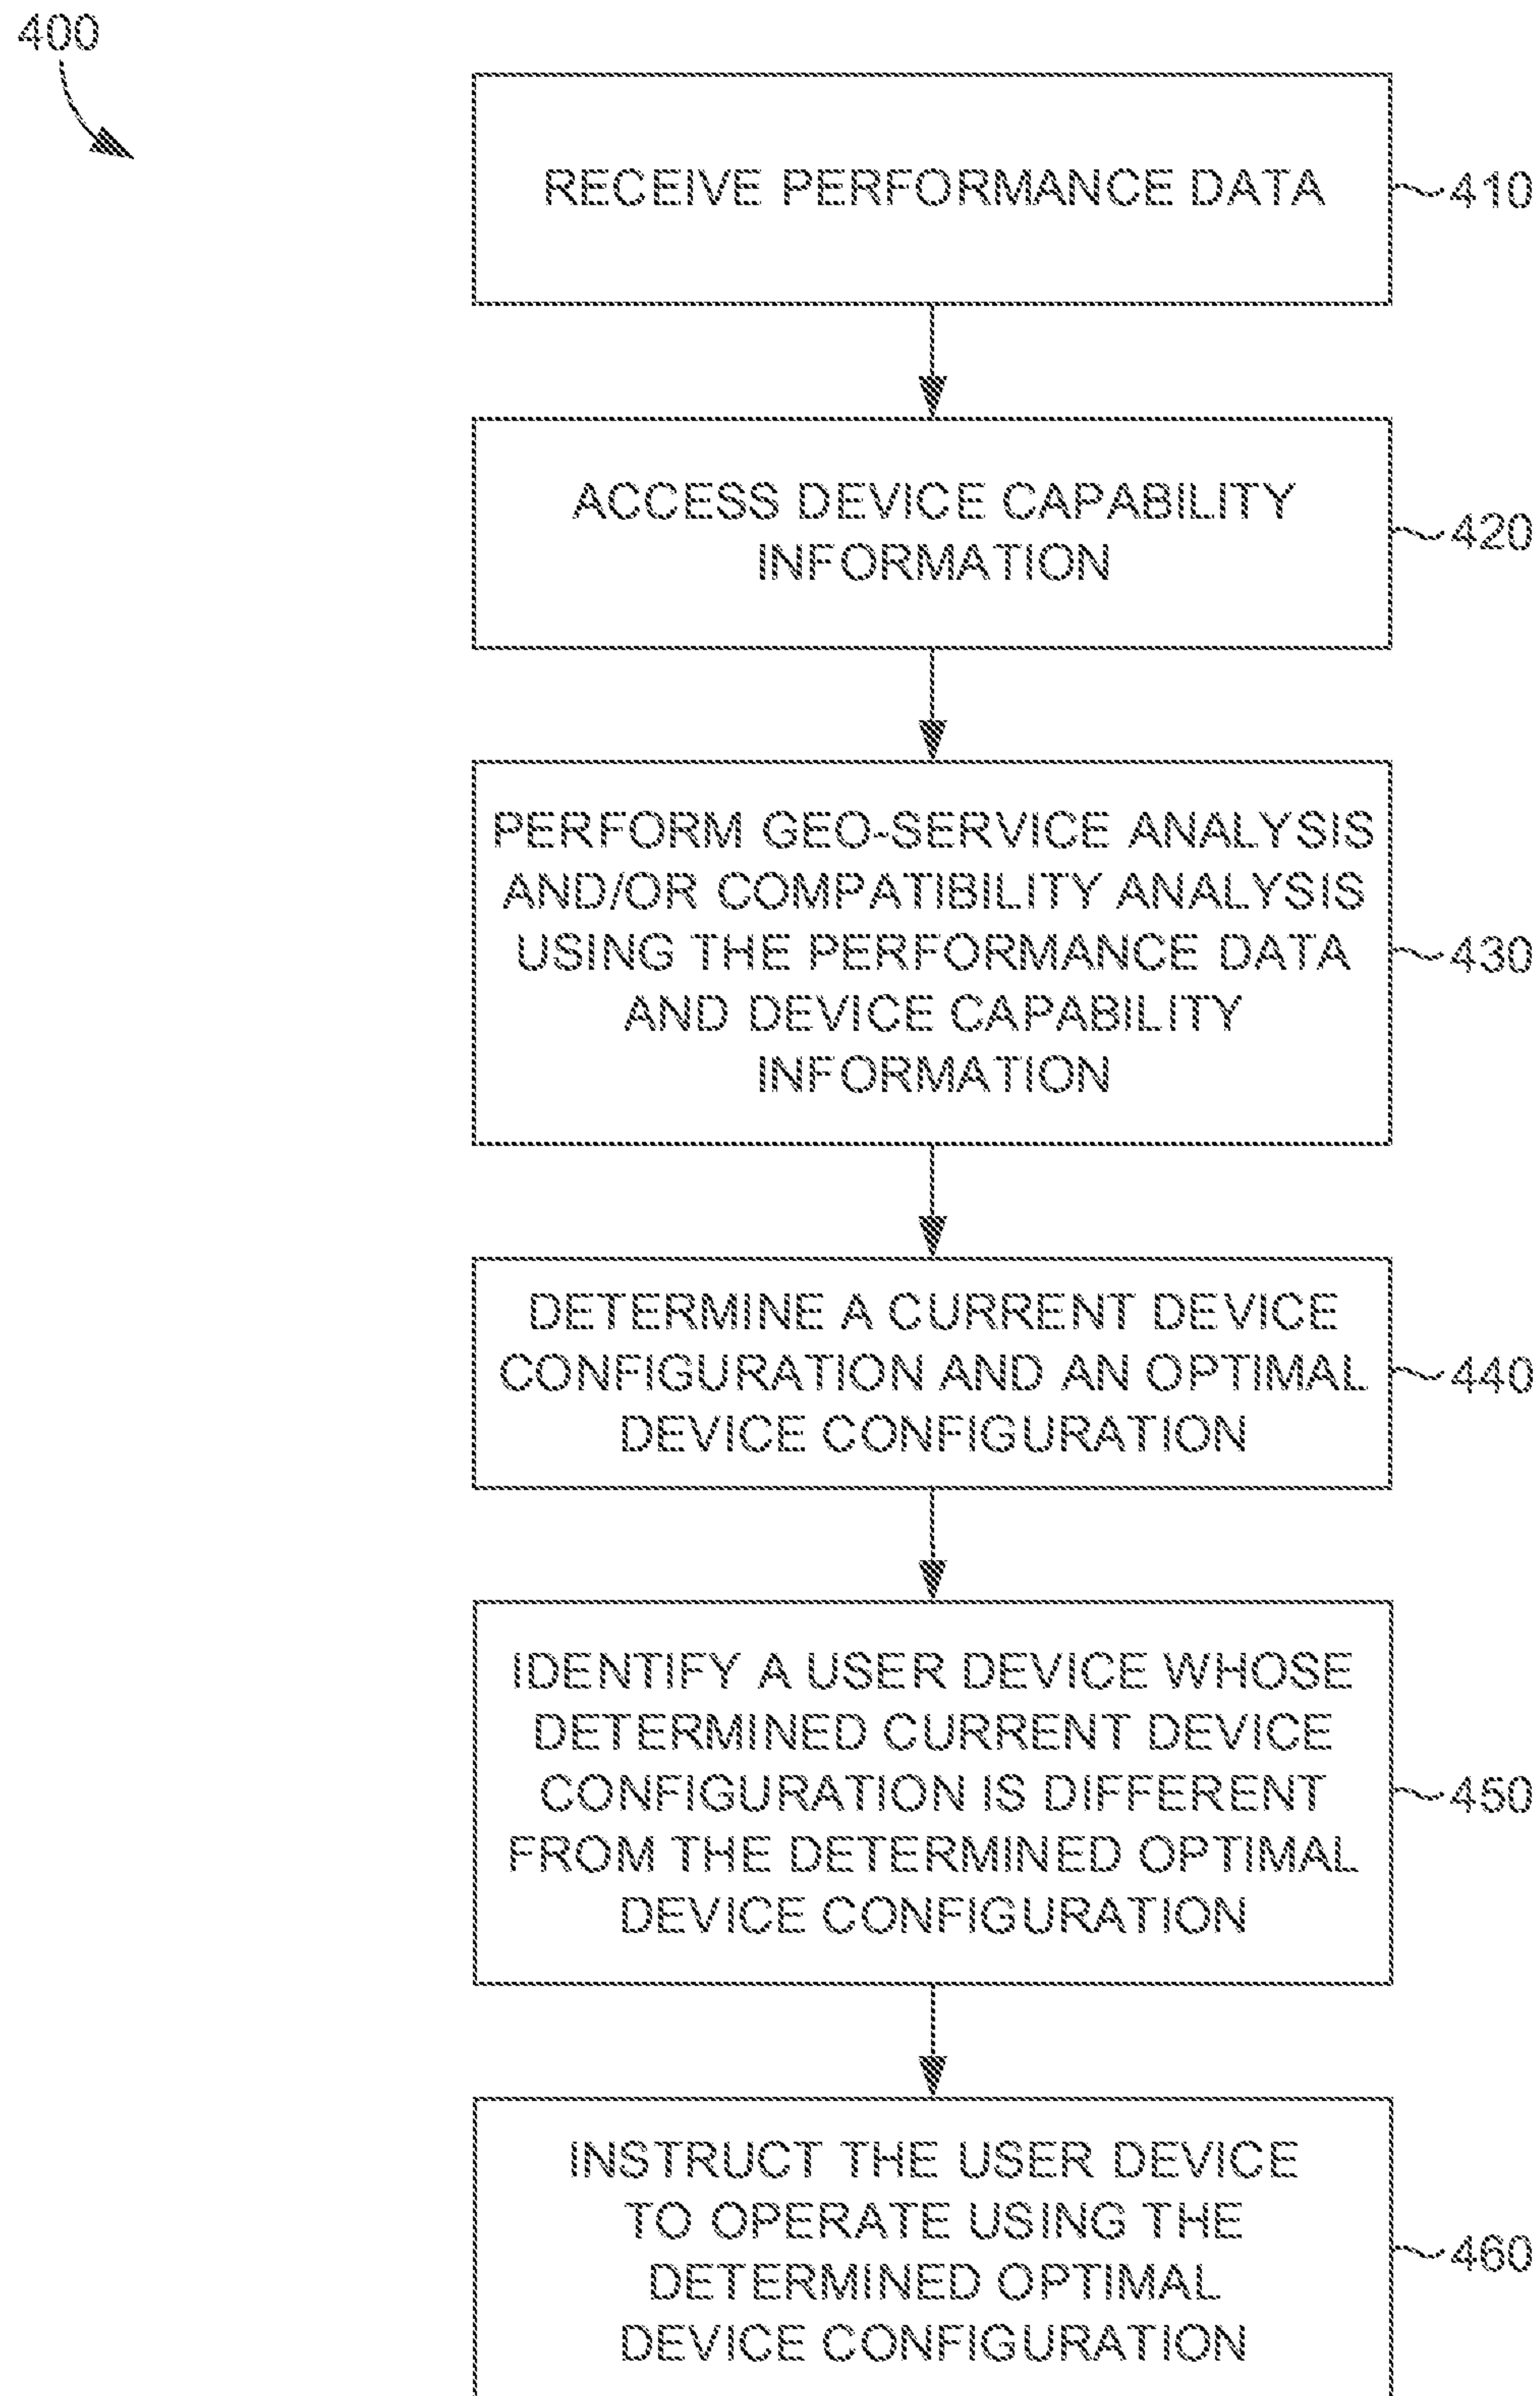 400
RECEIVE PERFORMANCE DATA
410
ACCESS DEVICE CAPABILITY
INFORMATION
420
PERFORM GEO-SERVICE ANALYSIS
AND/OR COMPATIBILITY ANALYSIS
USING THE PERFORMANCE DATA
AND DEVICE CAPABILITY
INFORMATION
430
DETERMINE A CURRENT DEVICE
CONFIGURATION AND AN OPTIMAL
DEVICE CONFIGURATION
440
IDENTIFY A USER DEVICE WHOSE
DETERMINED CURRENT DEVICE
CONFIGURATION IS DIFFERENT
FROM THE DETERMINED OPTIMAL
DEVICE CONFIGURATION
450
INSTRUCT THE USER DEVICE
TO OPERATE USING THE
DETERMINED OPTIMAL
DEVICE CONFIGURATION
460